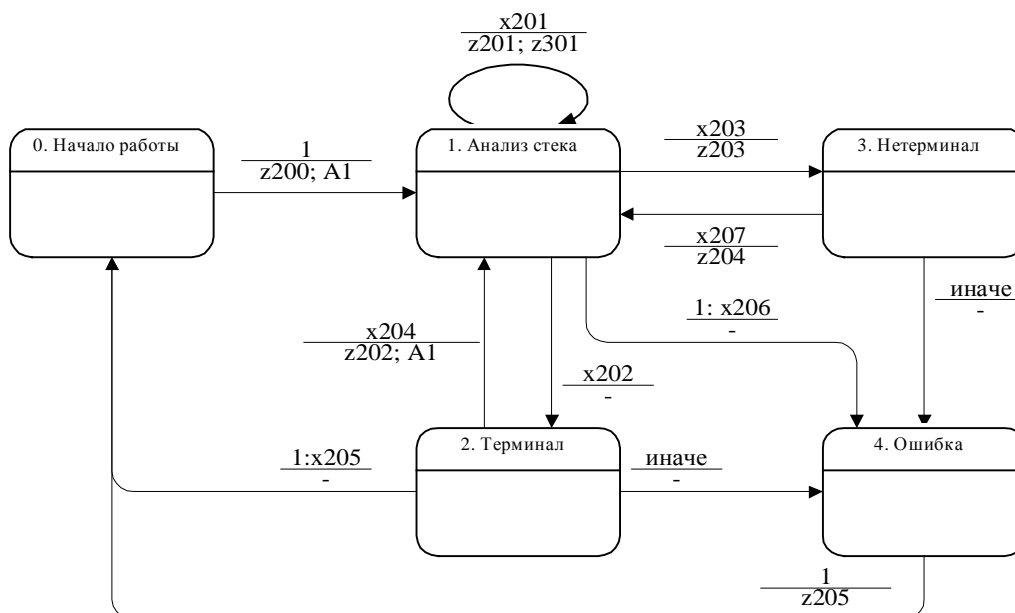 x201
z201; z301
0. Начало работы
1. Анализ стека
3. Нетерминал
1
z200; A1
x203
z203
x207
z204
иначе
-
1: x206
-
x204
z202; A1
x202
-
2. Терминал
4. Ошибка
1:x205
-
иначе
-
1
z205